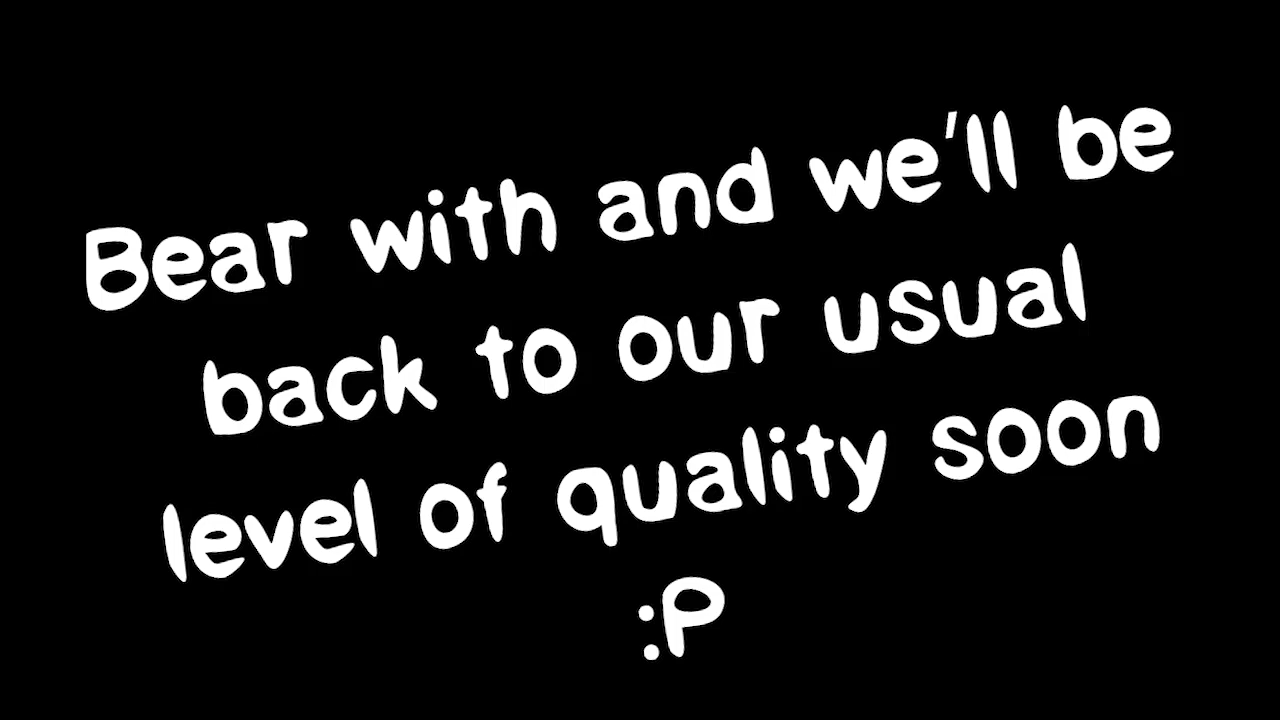 Bear with and we'll be
back to our usual
level of quality soon
:P